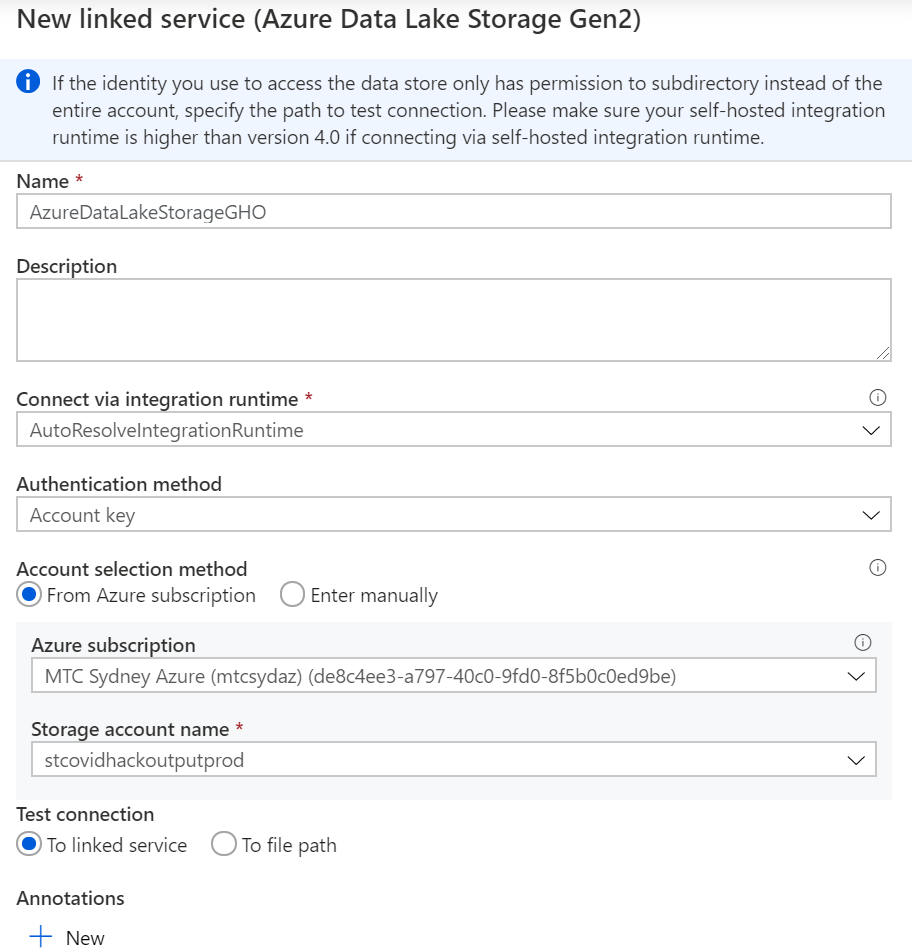 New linked service (Azure Data Lake Storage Gen2)
If the identity you use to access the data store only has permission to subdirectory instead of the
entire account, specify the path to test connection. Please make sure your self-hosted integration
runtime is higher than version 4.0 if connecting via self-hosted integration runtime.
Name *
AzureDataLakeStorageGHO
Description
Connect via integration runtime *
AutoResolveIntegrationRuntime
Authentication method
Account key
Account selection method
From Azure subscription Enter manually
Azure subscription
MTC Sydney Azure (mtcsydaz) (de8c4ee3-a797-40c0-9fd0-8f5b0c0ed9be)
Storage account name *
stcovidhackoutputprod
Test connection
To linked service To file path
Annotations
New